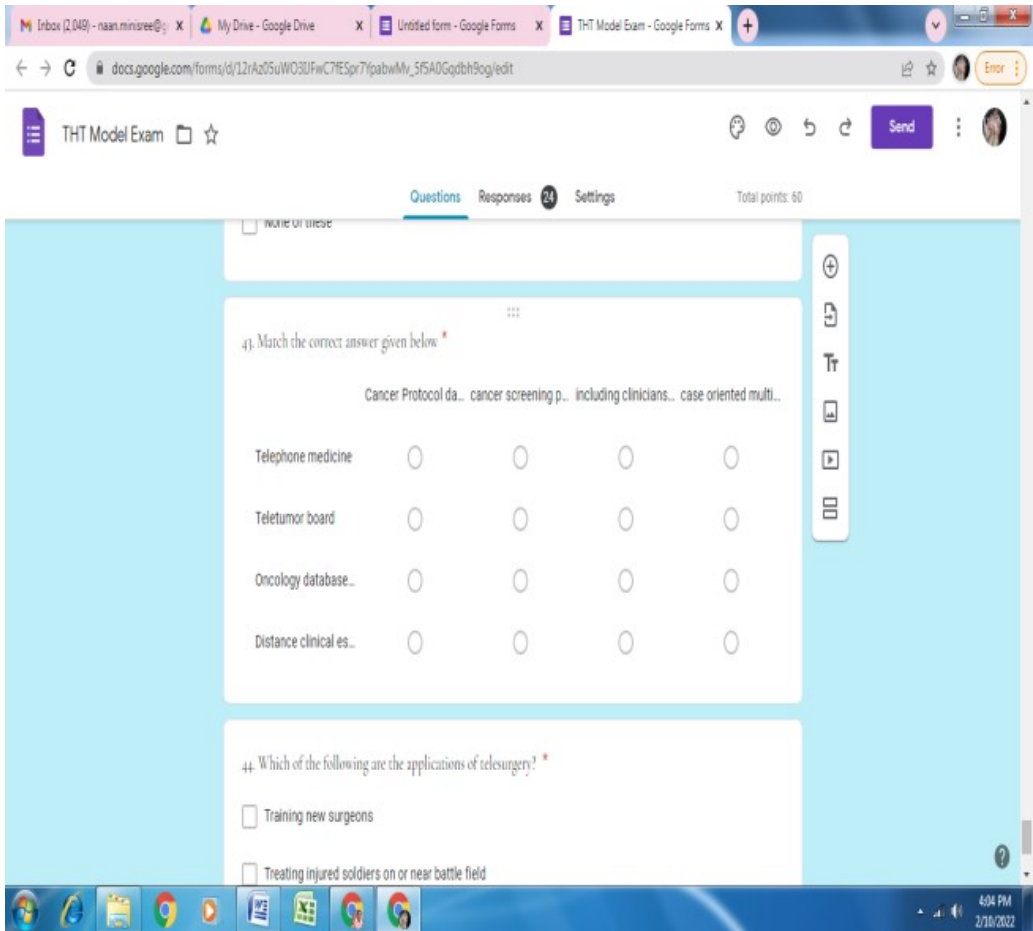 Inbox (2,049) - naan.minisree@g
My Drive - Google Drive
Untitled form - Google Forms
THT Model Exam - Google Forms
docs.google.com/forms/d/12rAz05uWO3UFwC7fESpr7YpabwMv_5fSA0Gqdbh9og/edit
Error
THT Model Exam
Send
Questions Responses 24 Settings Total points: 60
None of these
43. Match the correct answer given below *
Cancer Protocol da... cancer screening p... including clinicians... case oriented multi...
Telephone medicine
Teletumor board
Oncology database...
Distance clinical es...
44. Which of the following are the applications of telesurgery? *
Training new surgeons
Treating injured soldiers on or near battle field
4:04 PM
2/10/2022